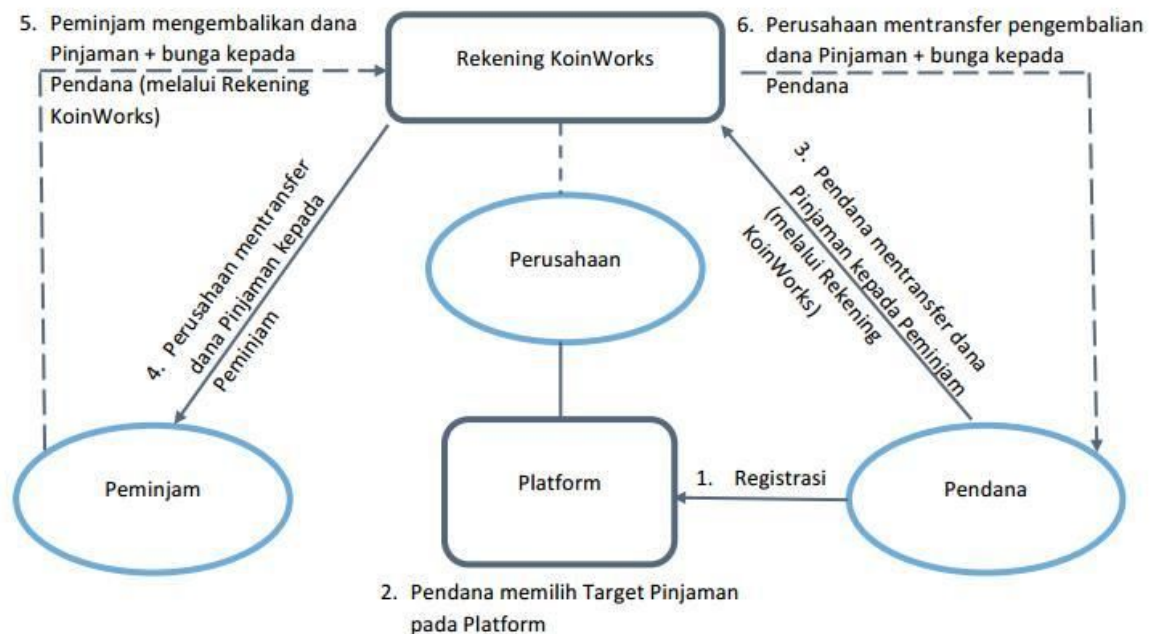 5. Peminjam mengembalikan dana
Pinjaman + bunga kepada
Pendana (melalui Rekening
KoinWorks)
Rekening KoinWorks
6. Perusahaan mentransfer pengembalian
dana Pinjaman + bunga kepada
Pendana
4. Perusahaan mentransfer
dana Pinjaman kepada
Peminjam
Perusahaan
3. Pendana mentransfer dana
Pinjaman kepada Peminjam
(melalui Rekening
KoinWorks)
Peminjam
Platform
1. Registrasi
Pendana
2. Pendana memilih Target Pinjaman
pada Platform